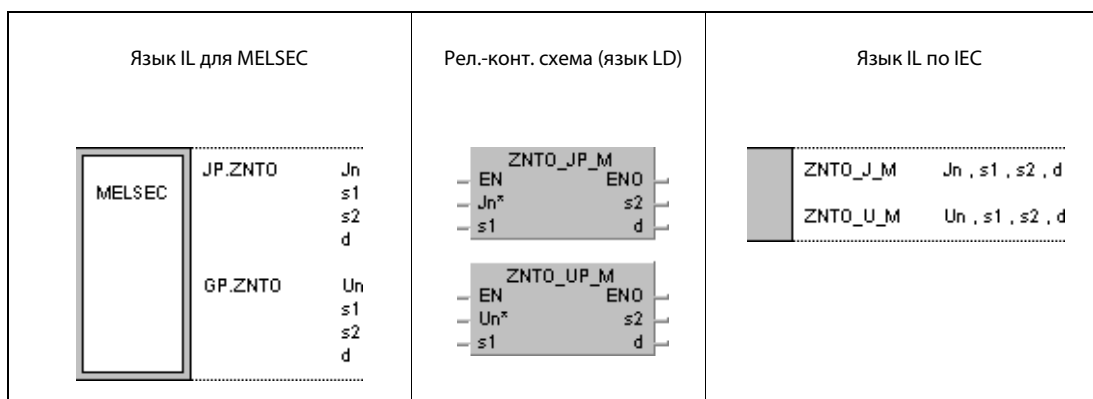 Язык IL для MELSEC
MELSEC
JP.ZNTO Jn
s1
s2
d
GP.ZNTO Un
s1
s2
d
Рел.-конт. схема (язык LD)
ZNTO_JP_M
EN ENO
Jn* s2
s1 d
ZNTO_UP_M
EN ENO
Un* s2
s1 d
Язык IL по IEC
ZNTO_J_M Jn , s1 , s2 , d
ZNTO_U_M Un , s1 , s2 , d